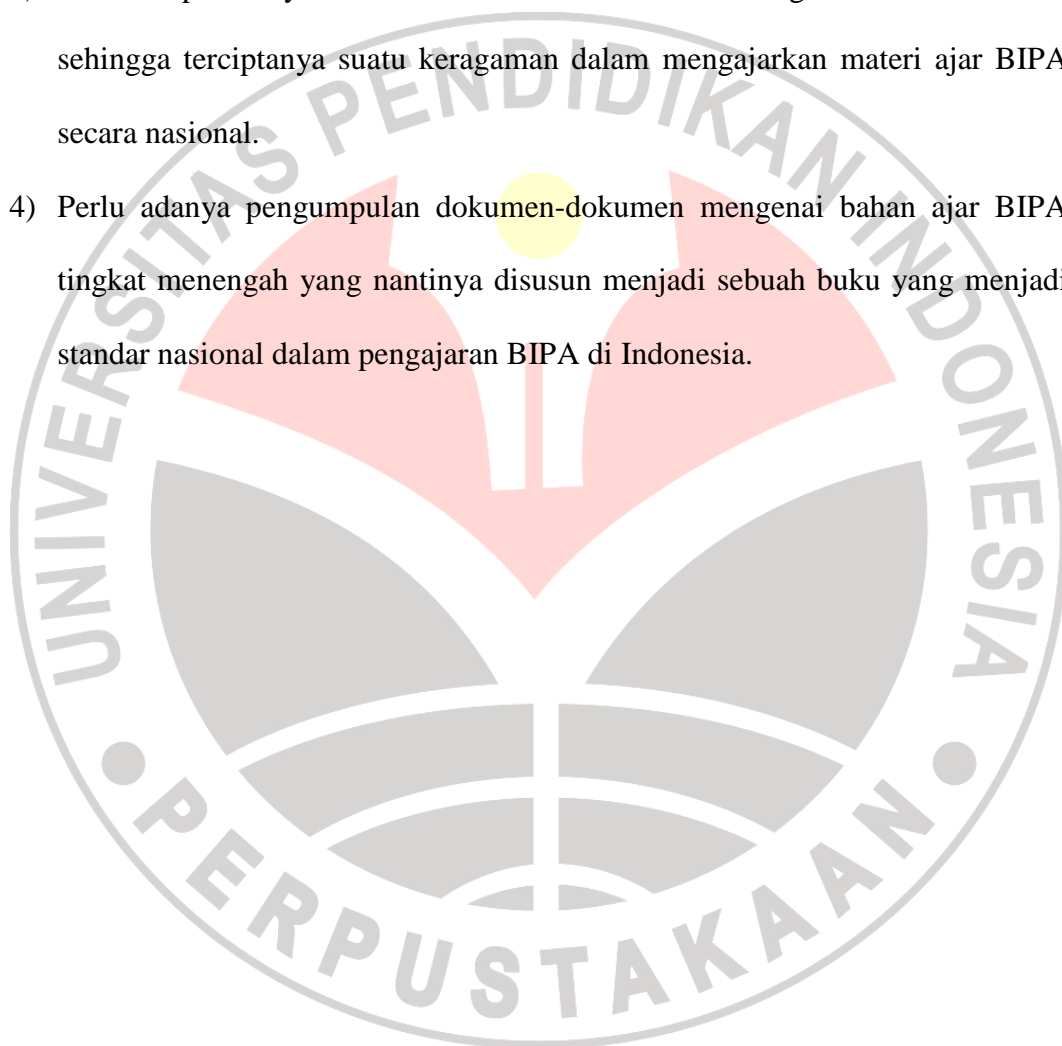 sehingga terciptanya suatu keragaman dalam mengajarkan materi ajar BIPA
secara nasional.
4) Perlu adanya pengumpulan dokumen-dokumen mengenai bahan ajar BIPA
tingkat menengah yang nantinya disusun menjadi sebuah buku yang menjadi
standar nasional dalam pengajaran BIPA di Indonesia.
UNIVERSITAS PENDIDIKAN INDONESIA
PERPUSTAKAAN